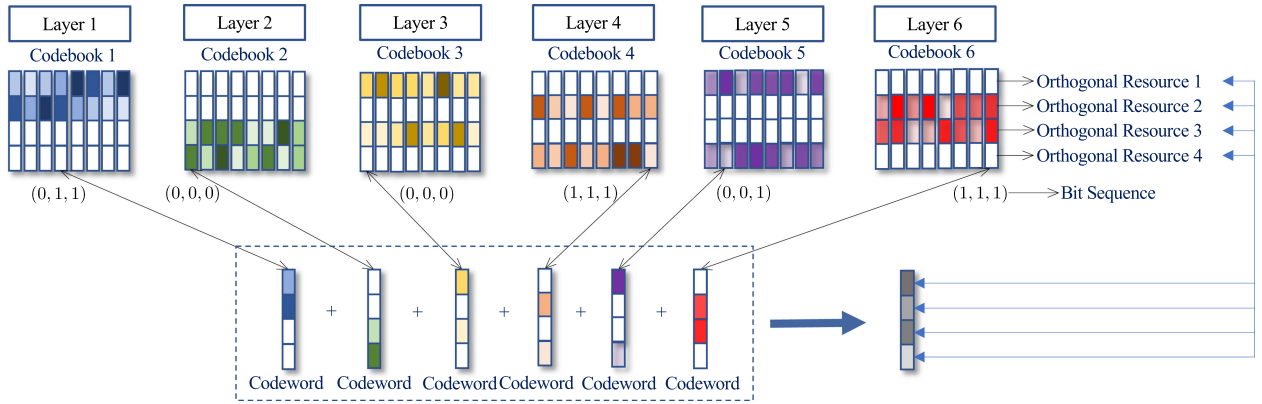 Layer 1
Layer 2
Layer 3
Layer 4
Layer 5
Layer 6
Codebook 1
Codebook 2
Codebook 3
Codebook 4
Codebook 5
Codebook 6
Orthogonal Resource 1
Orthogonal Resource 2
Orthogonal Resource 3
Orthogonal Resource 4
(0, 1, 1)
(0, 0, 0)
(0, 0, 0)
(1, 1, 1)
(0, 0, 1)
(1, 1, 1)
Bit Sequence
+ + + + +
Codeword Codeword Codeword Codeword Codeword Codeword